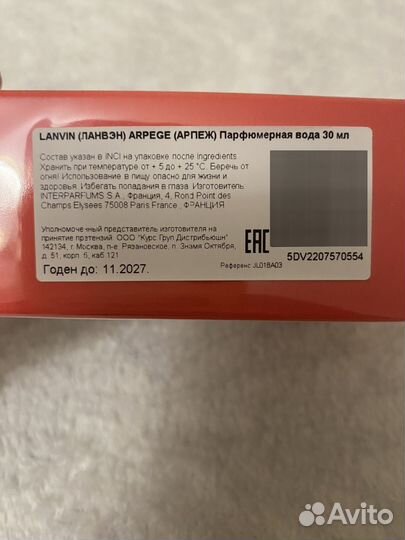 LANVIN (ЛАНВЭН) ARPEGE (АРПЕЖ) Парфюмерная вода 30 мл
Состав указан в INCI на упаковке после Ingredients
Хранить при температуре от + 5 до + 25 °C. Беречь от
огня! Использование в пищу опасно для жизни и
здоровья. Избегать попадания в глаза. Изготовитель:
INTERPARFUMS S.A., Франция, 4, Rond Point des
Champs Elysees 75008 Paris France., ФРАНЦИЯ
Уполномоченный представитель изготовителя на
принятие претензий: ООО "Курс Груп Дистрибьюшн"
142134, г. Москва, п-е. Рязановское, п. Знамя Октября,
д. 51, корп. 5, каб.121
Годен до: 11.2027.
EAC
5DV2207570554
Референс JL018A03
Avito